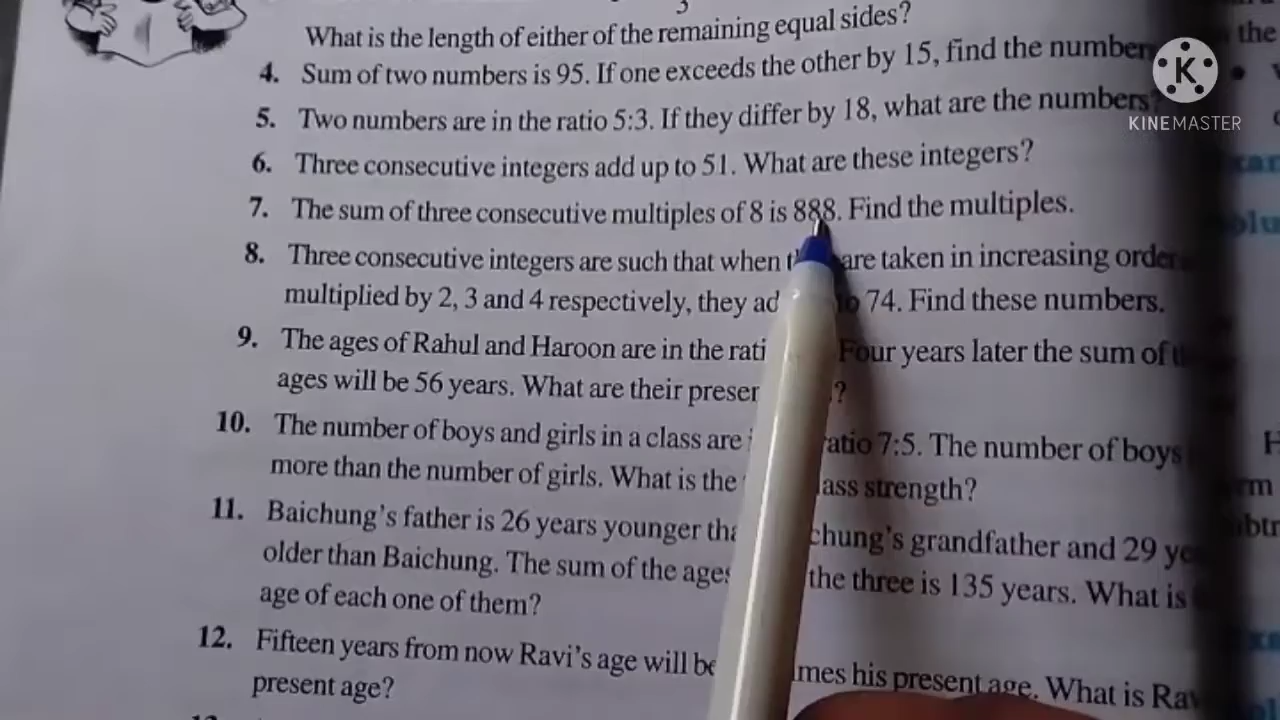 3
What is the length of either of the remaining equal sides?
4. Sum of two numbers is 95. If one exceeds the other by 15, find the number
5. Two numbers are in the ratio 5:3. If they differ by 18, what are the numbers?
6. Three consecutive integers add up to 51. What are these integers?
7. The sum of three consecutive multiples of 8 is 888. Find the multiples.
8. Three consecutive integers are such that when are taken in increasing order
multiplied by 2, 3 and 4 respectively, they ad to 74. Find these numbers.
9. The ages of Rahul and Haroon are in the rati Four years later the sum of
ages will be 56 years. What are their presen ?
10. The number of boys and girls in a class are atio 7:5. The number of boys
more than the number of girls. What is the lass strength?
11. Baichung's father is 26 years younger tha chung's grandfather and 29 ye
older than Baichung. The sum of the ages the three is 135 years. What is
age of each one of them?
12. Fifteen years from now Ravi's age will be mes his present age. What is Rav
present age?
the
K
KINEMASTER